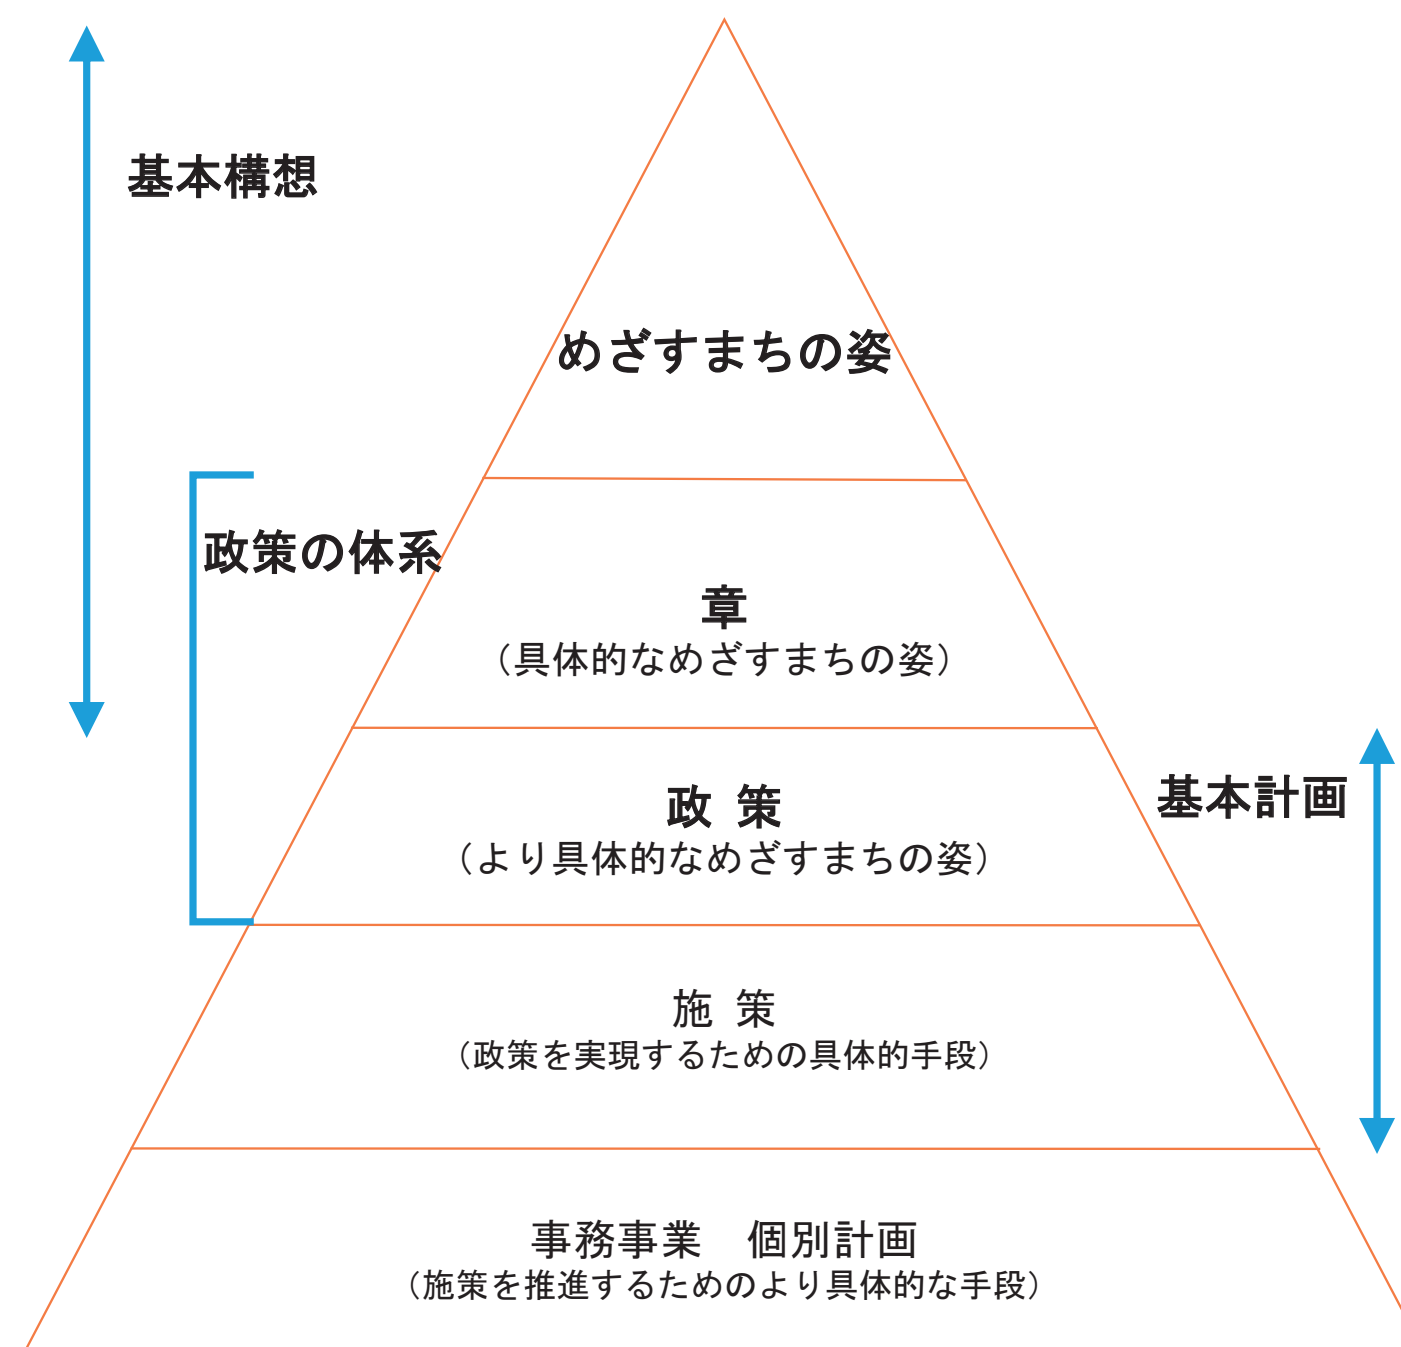 基本構想
めざすまちの姿
政策の体系
章
（具体的なめざすまちの姿）
政 策
（より具体的なめざすまちの姿）
基本計画
施 策
（政策を実現するための具体的手段）
事務事業　個別計画
（施策を推進するためのより具体的な手段）